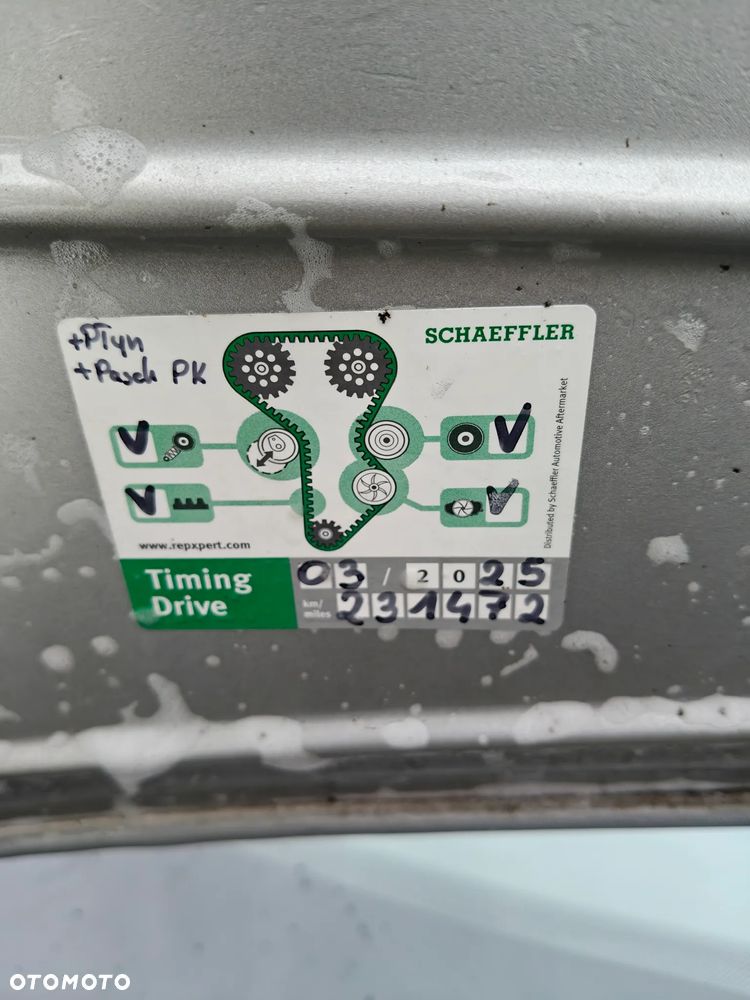 +Płyn
+Pasek PK
SCHAEFFLER
Distributed by Schaeffler Automotive Aftermarket
www.repxpert.com
Timing
Drive
03/2025
km/
miles
231472
OTOMOTO